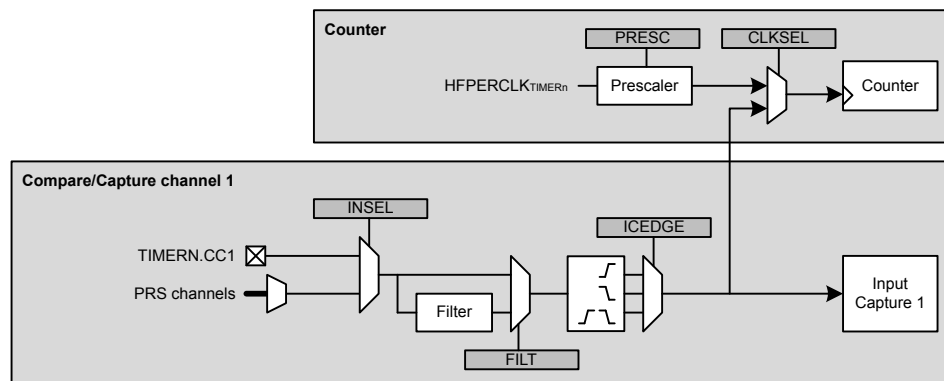 Counter
PRESC
CLKSEL
HFPERCLKTIMERn
Prescaler
Counter
Compare/Capture channel 1
INSEL
ICEDGE
TIMERN.CC1
PRS channels
Filter
Input
Capture 1
FILT